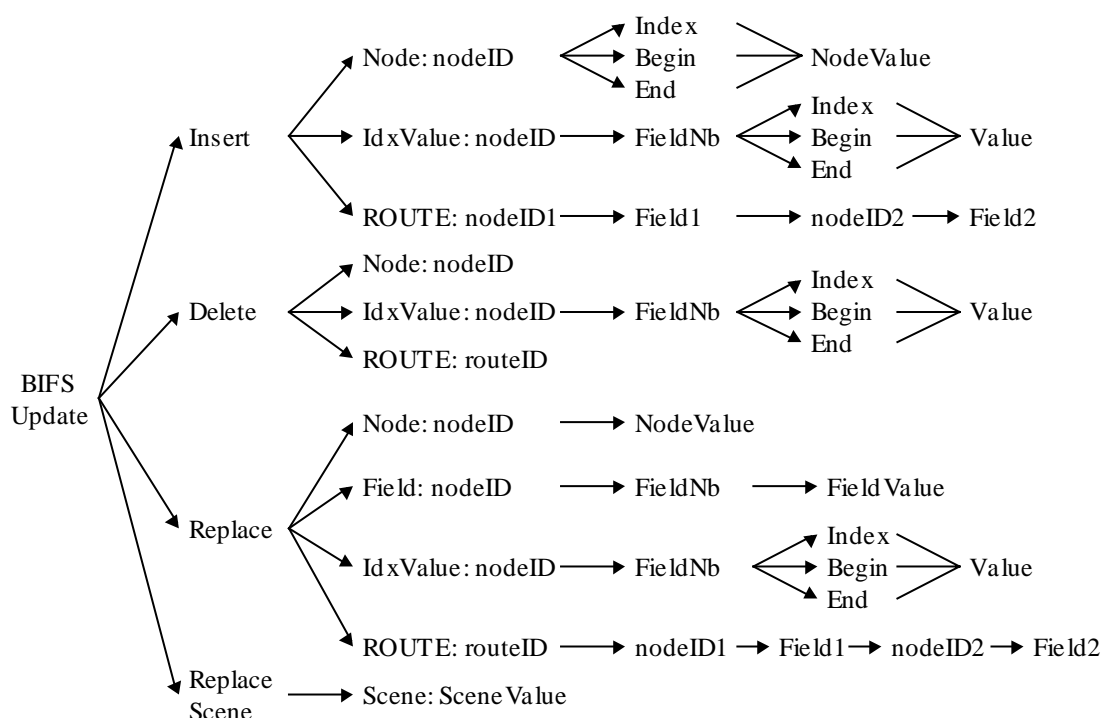 BIFS
Update
Insert
Node: nodeID
Index
Begin
End
NodeValue
IdxValue: nodeID
FieldNb
Index
Begin
End
Value
ROUTE: nodeID1
Field1
nodeID2
Field2
Delete
Node: nodeID
IdxValue: nodeID
FieldNb
Index
Begin
End
Value
ROUTE: routeID
Replace
Node: nodeID
NodeValue
Field: nodeID
FieldNb
FieldValue
IdxValue: nodeID
FieldNb
Index
Begin
End
Value
ROUTE: routeID
nodeID1
Field1
nodeID2
Field2
Replace
Scene
Scene: SceneValue